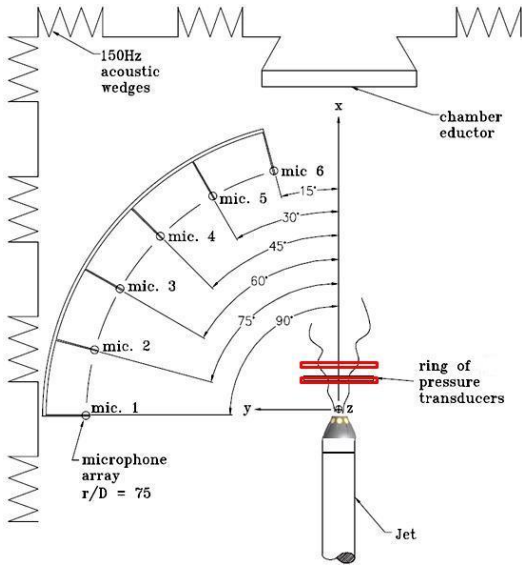 150Hz
acoustic
wedges
chamber
eductor
x
mic 6
mic. 5
mic. 4
mic. 3
mic. 2
mic. 1
15°
30°
45°
60°
75°
90°
ring of
pressure
transducers
y
z
microphone
array
r/D = 75
Jet